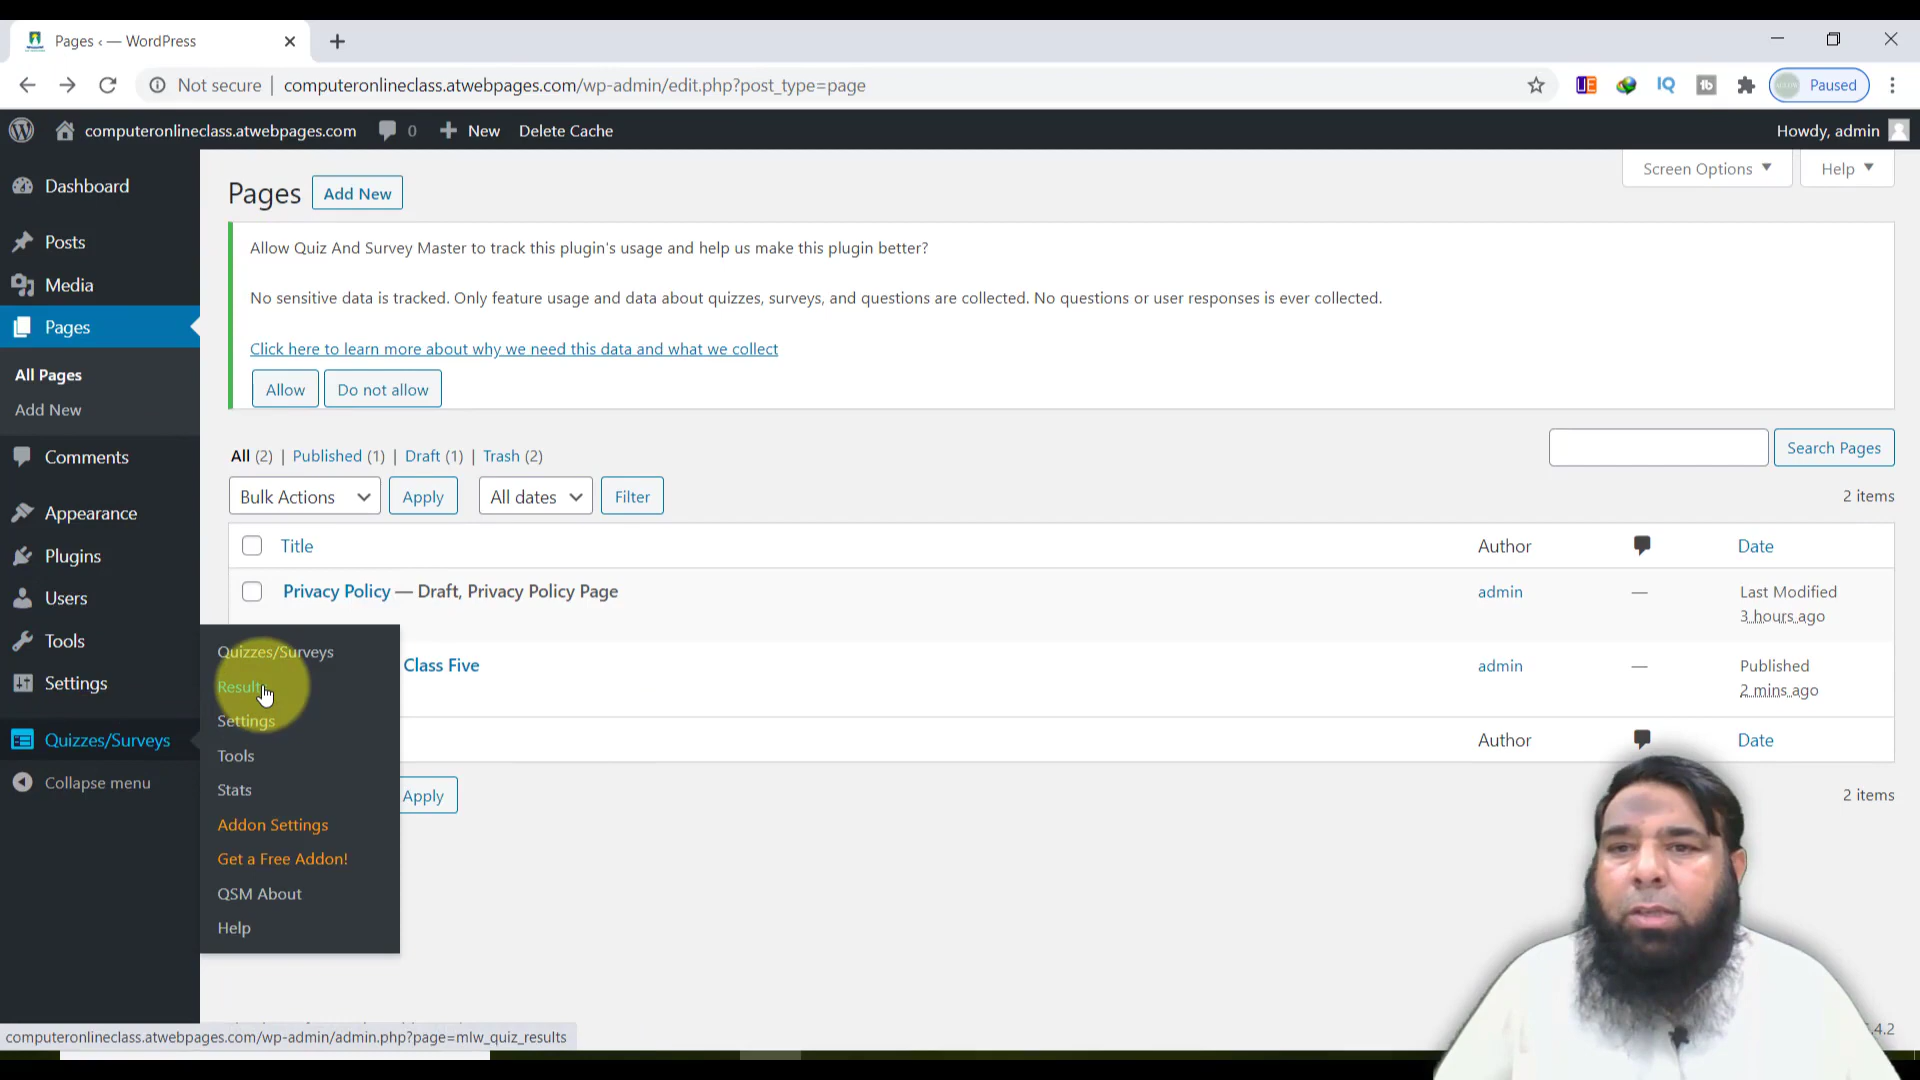 Pages ‹ — WordPress
Not secure
computeronlineclass.atwebpages.com/wp-admin/edit.php?post_type=page
Paused
computeronlineclass.atwebpages.com
0
New
Delete Cache
Howdy, admin
Dashboard
Posts
Media
Pages
All Pages
Add New
Comments
Appearance
Plugins
Users
Tools
Settings
Quizzes/Surveys
Collapse menu
Quizzes/Surveys
Results
Settings
Tools
Stats
Addon Settings
Get a Free Addon!
QSM About
Help
Screen Options
Help
Pages
Add New
Allow Quiz And Survey Master to track this plugin's usage and help us make this plugin better?
No sensitive data is tracked. Only feature usage and data about quizzes, surveys, and questions are collected. No questions or user responses is ever collected.
Click here to learn more about why we need this data and what we collect
Allow Do not allow
All (2) | Published (1) | Draft (1) | Trash (2)
Search Pages
Bulk Actions Apply All dates Filter
2 items
Title Author Date
Privacy Policy — Draft, Privacy Policy Page admin — Last Modified
3 hours ago
Class Five admin — Published
2 mins ago
Author Date
Apply
2 items
computeronlineclass.atwebpages.com/wp-admin/admin.php?page=mlw_quiz_results